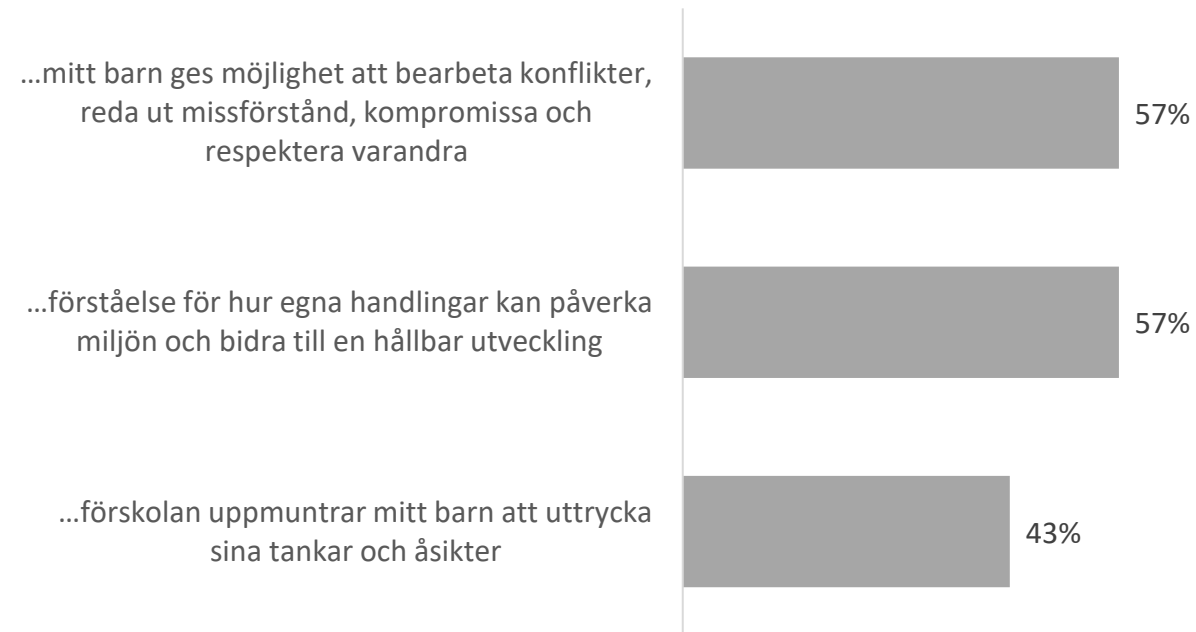 …mitt barn ges möjlighet att bearbeta konflikter,
reda ut missförstånd, kompromissa och
respektera varandra
57%
…förståelse för hur egna handlingar kan påverka
miljön och bidra till en hållbar utveckling
57%
…förskolan uppmuntrar mitt barn att uttrycka
sina tankar och åsikter
43%